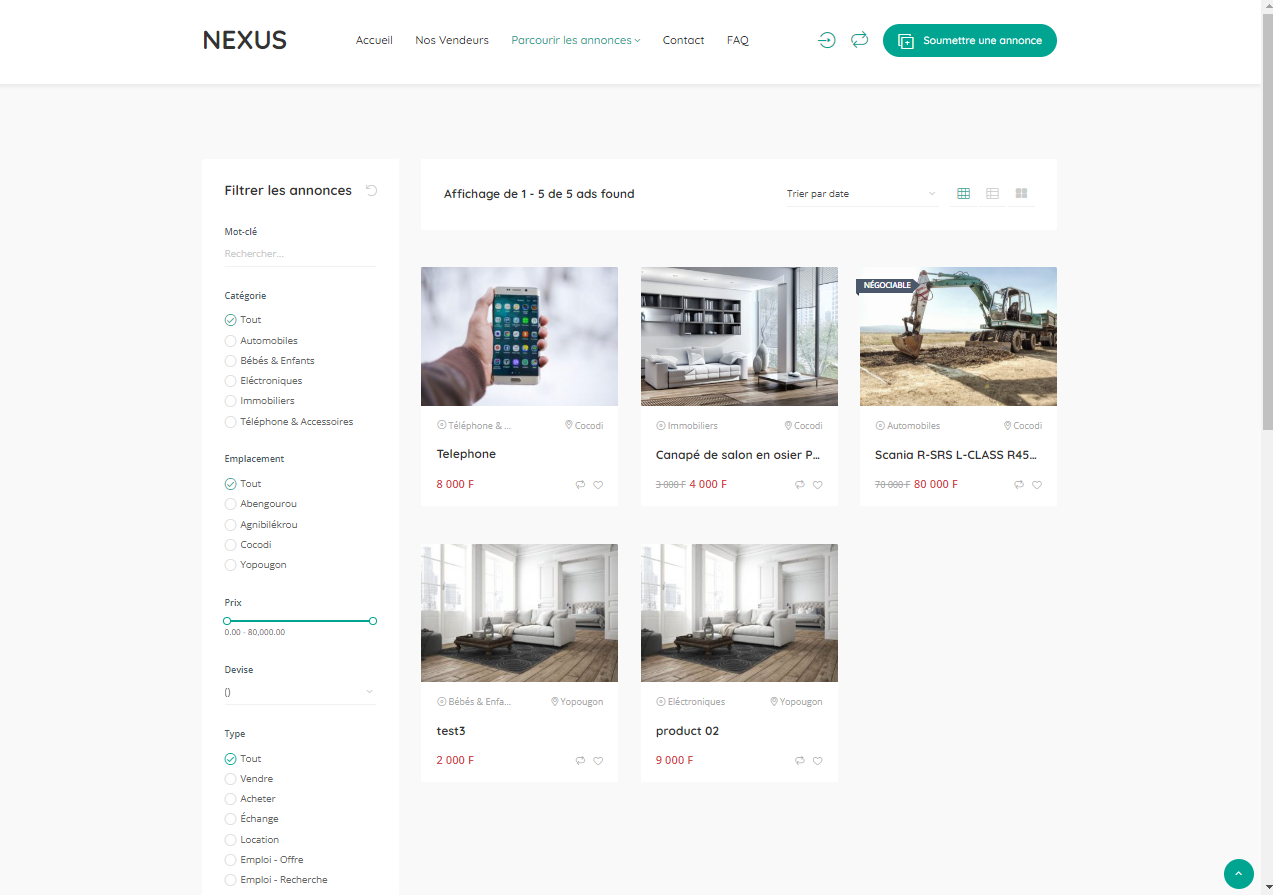 NEXUS
Accueil
Nos Vendeurs
Parcourir les annonces
Contact
FAQ
Soumettre une annonce
Filtrer les annonces
Mot-clé
Rechercher...
Catégorie
Tout
Automobiles
Bébés & Enfants
Eléctroniques
Immobiliers
Téléphone & Accessoires
Emplacement
Tout
Abengourou
Agnibilékrou
Cocodi
Yopougon
Prix
0.00 - 80,000.00
Devise
()
Type
Tout
Vendre
Acheter
Échange
Location
Emploi - Offre
Emploi - Recherche
Affichage de 1 - 5 de 5 ads found
Trier par date
Téléphone & ...
Cocodi
Telephone
8 000 F
Immobiliers
Cocodi
Canapé de salon en osier P...
3 000 F 4 000 F
NÉGOCIABLE
Automobiles
Cocodi
Scania R-SRS L-CLASS R45...
70 000 F 80 000 F
Bébés & Enfa...
Yopougon
test3
2 000 F
Eléctroniques
Yopougon
product 02
9 000 F